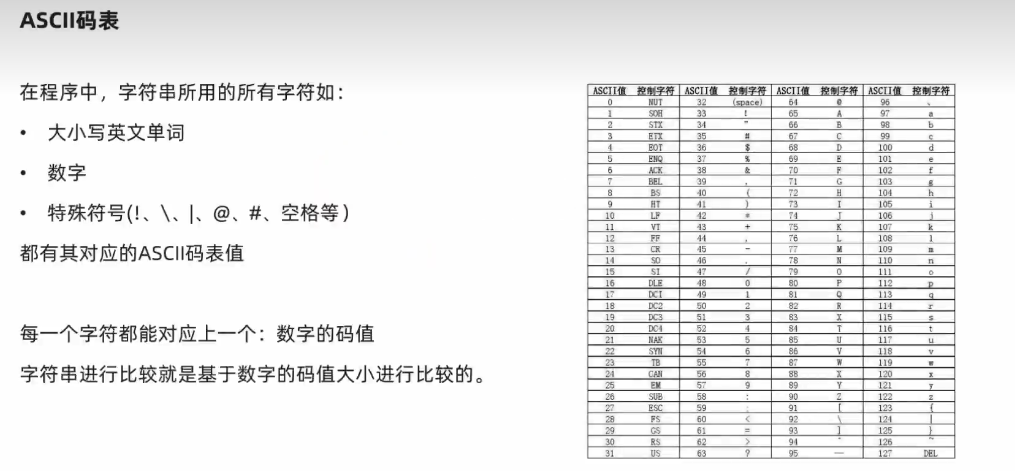 ASCII码表
在程序中，字符串所用的所有字符如：
• 大小写英文单词
• 数字
• 特殊符号(!、\、|、@、#、空格等）
都有其对应的ASCII码表值
每一个字符都能对应上一个：数字的码值
字符串进行比较就是基于数字的码值大小进行比较的。
ASCII值 控制字符 ASCII值 控制字符 ASCII值 控制字符 ASCII值 控制字符
0 NUT 32 (space) 64 @ 96 、
1 SOH 33 ! 65 A 97 a
2 STX 34 " 66 B 98 b
3 ETX 35 # 67 C 99 c
4 EOT 36 $ 68 D 100 d
5 ENQ 37 % 69 E 101 e
6 ACK 38 & 70 F 102 f
7 BEL 39 , 71 G 103 g
8 BS 40 ( 72 H 104 h
9 HT 41 ) 73 I 105 i
10 LF 42 * 74 J 106 j
11 VT 43 + 75 K 107 k
12 FF 44 , 76 L 108 l
13 CR 45 - 77 M 109 m
14 SO 46 . 78 N 110 n
15 SI 47 / 79 O 111 o
16 DLE 48 0 80 P 112 p
17 DCI 49 1 81 Q 113 q
18 DC2 50 2 82 R 114 r
19 DC3 51 3 83 X 115 s
20 DC4 52 4 84 T 116 t
21 NAK 53 5 85 U 117 u
22 SYN 54 6 86 V 118 v
23 TB 55 7 87 W 119 w
24 CAN 56 8 88 X 120 x
25 EM 57 9 89 Y 121 y
26 SUB 58 : 90 Z 122 z
27 ESC 59 ; 91 [ 123 {
28 FS 60 < 92 \ 124 |
29 GS 61 = 93 ] 125 }
30 RS 62 > 94 ^ 126 ~
31 US 63 ? 95 — 127 DEL